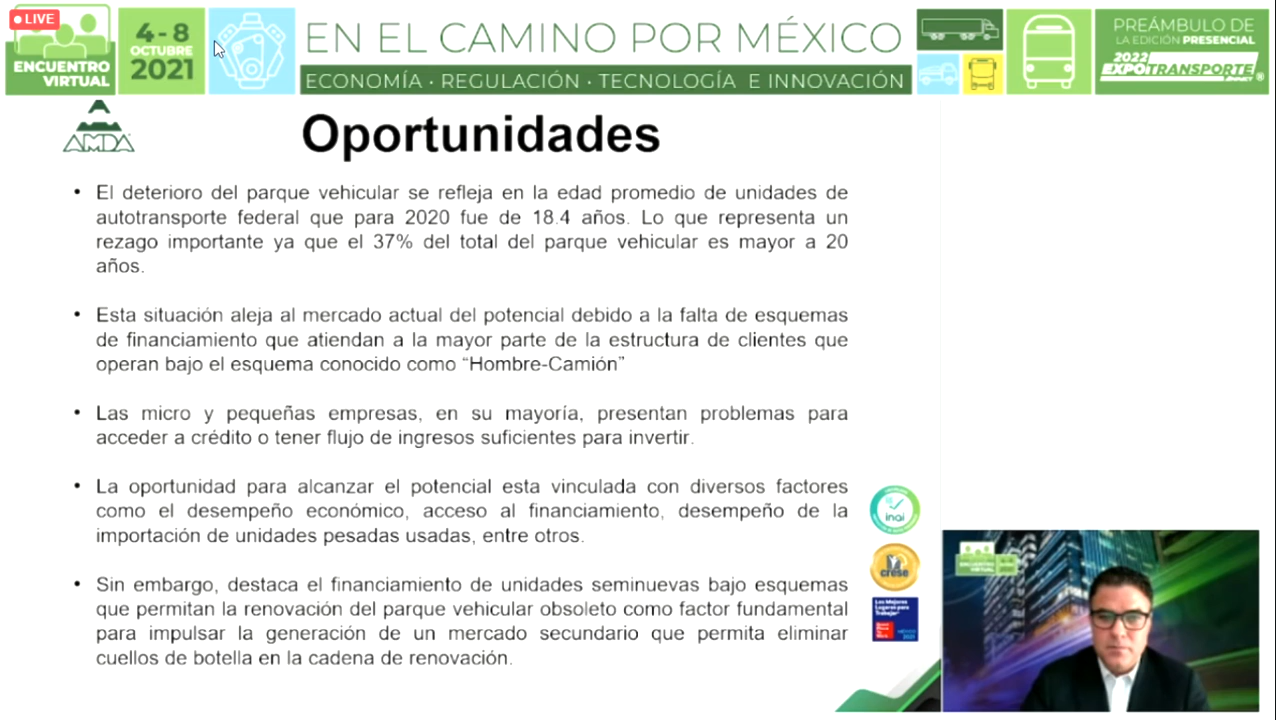 LIVE
ENCUENTRO
VIRTUAL
4 - 8
OCTUBRE
2021
EN EL CAMINO POR MÉXICO
ECONOMÍA · REGULACIÓN · TECNOLOGÍA E INNOVACIÓN
PREÁMBULO DE
LA EDICIÓN PRESENCIAL
2022
EXPOTRANSPORTE
AMDA
Oportunidades
• El deterioro del parque vehicular se refleja en la edad promedio de unidades de
autotransporte federal que para 2020 fue de 18.4 años. Lo que representa un
rezago importante ya que el 37% del total del parque vehicular es mayor a 20
años.
• Esta situación aleja al mercado actual del potencial debido a la falta de esquemas
de financiamiento que atiendan a la mayor parte de la estructura de clientes que
operan bajo el esquema conocido como “Hombre-Camión”
• Las micro y pequeñas empresas, en su mayoría, presentan problemas para
acceder a crédito o tener flujo de ingresos suficientes para invertir.
• La oportunidad para alcanzar el potencial esta vinculada con diversos factores
como el desempeño económico, acceso al financiamiento, desempeño de la
importación de unidades pesadas usadas, entre otros.
• Sin embargo, destaca el financiamiento de unidades seminuevas bajo esquemas
que permitan la renovación del parque vehicular obsoleto como factor fundamental
para impulsar la generación de un mercado secundario que permita eliminar
cuellos de botella en la cadena de renovación.
inai
crese
Los Mejores
Lugares para
Trabajar
MÉXICO
2021
ENCUENTRO
VIRTUAL